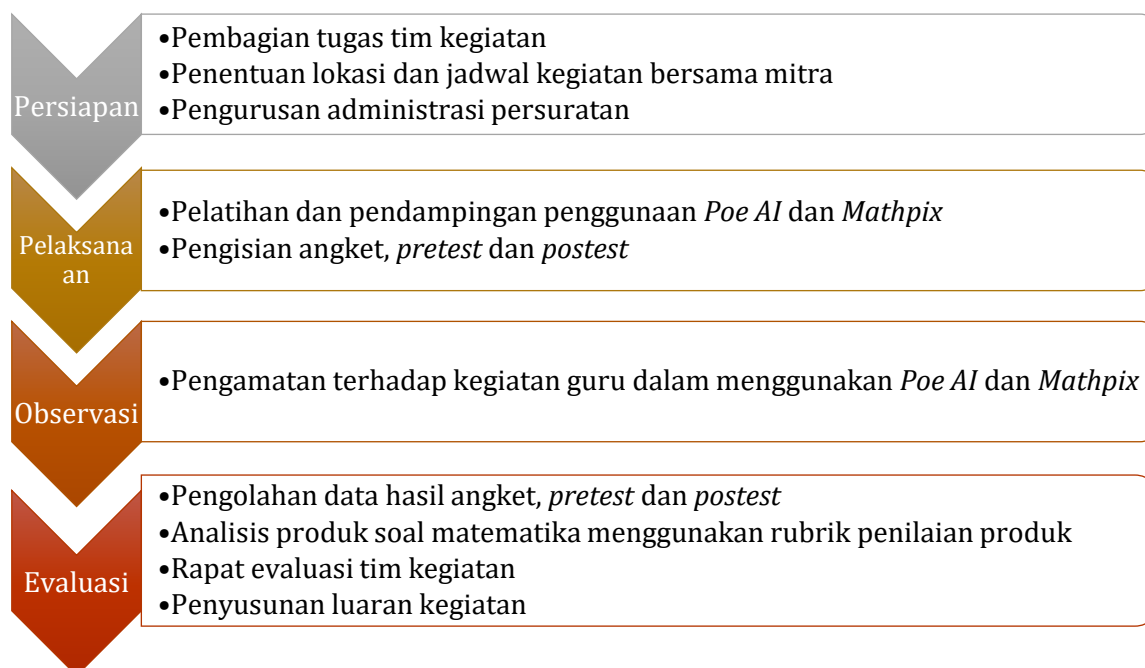 Persiapan
•Pembagian tugas tim kegiatan
•Penentuan lokasi dan jadwal kegiatan bersama mitra
•Pengurusan administrasi persuratan
Pelaksana
an
•Pelatihan dan pendampingan penggunaan Poe AI dan Mathpix
•Pengisian angket, pretest dan postest
Observasi
•Pengamatan terhadap kegiatan guru dalam menggunakan Poe AI dan Mathpix
Evaluasi
•Pengolahan data hasil angket, pretest dan postest
•Analisis produk soal matematika menggunakan rubrik penilaian produk
•Rapat evaluasi tim kegiatan
•Penyusunan luaran kegiatan